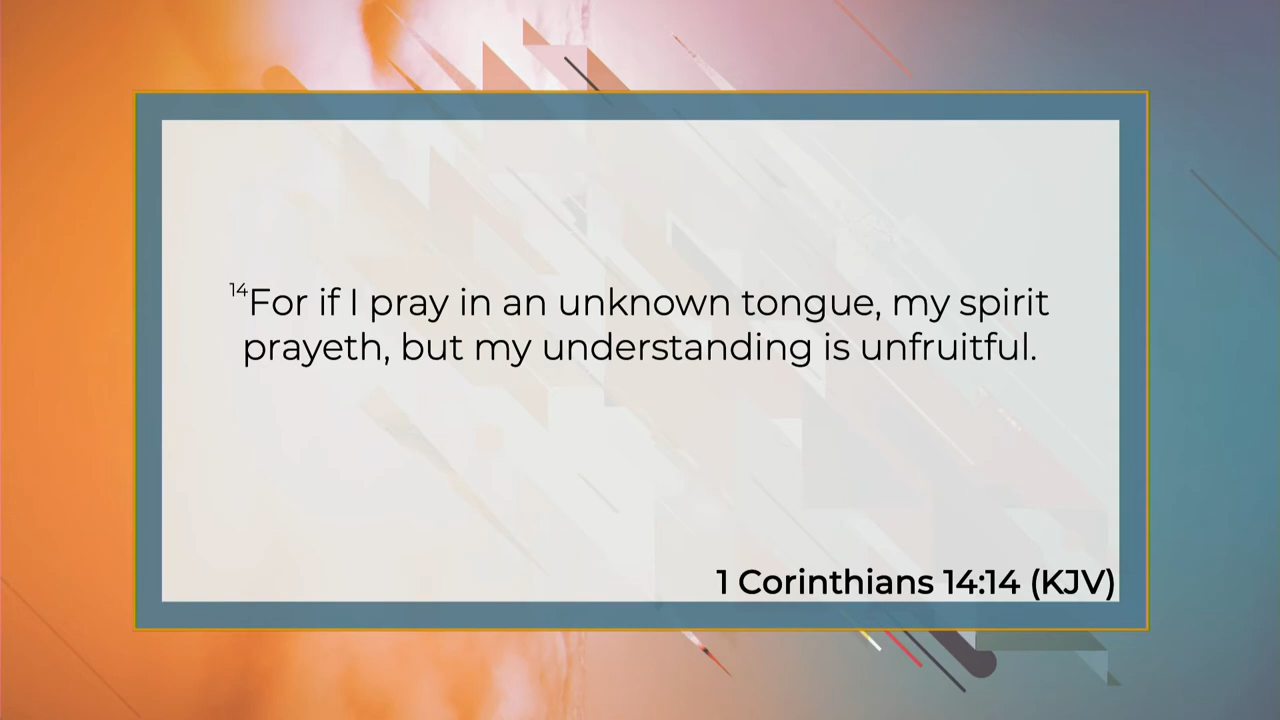 14For if I pray in an unknown tongue, my spirit
prayeth, but my understanding is unfruitful.
1 Corinthians 14:14 (KJV)